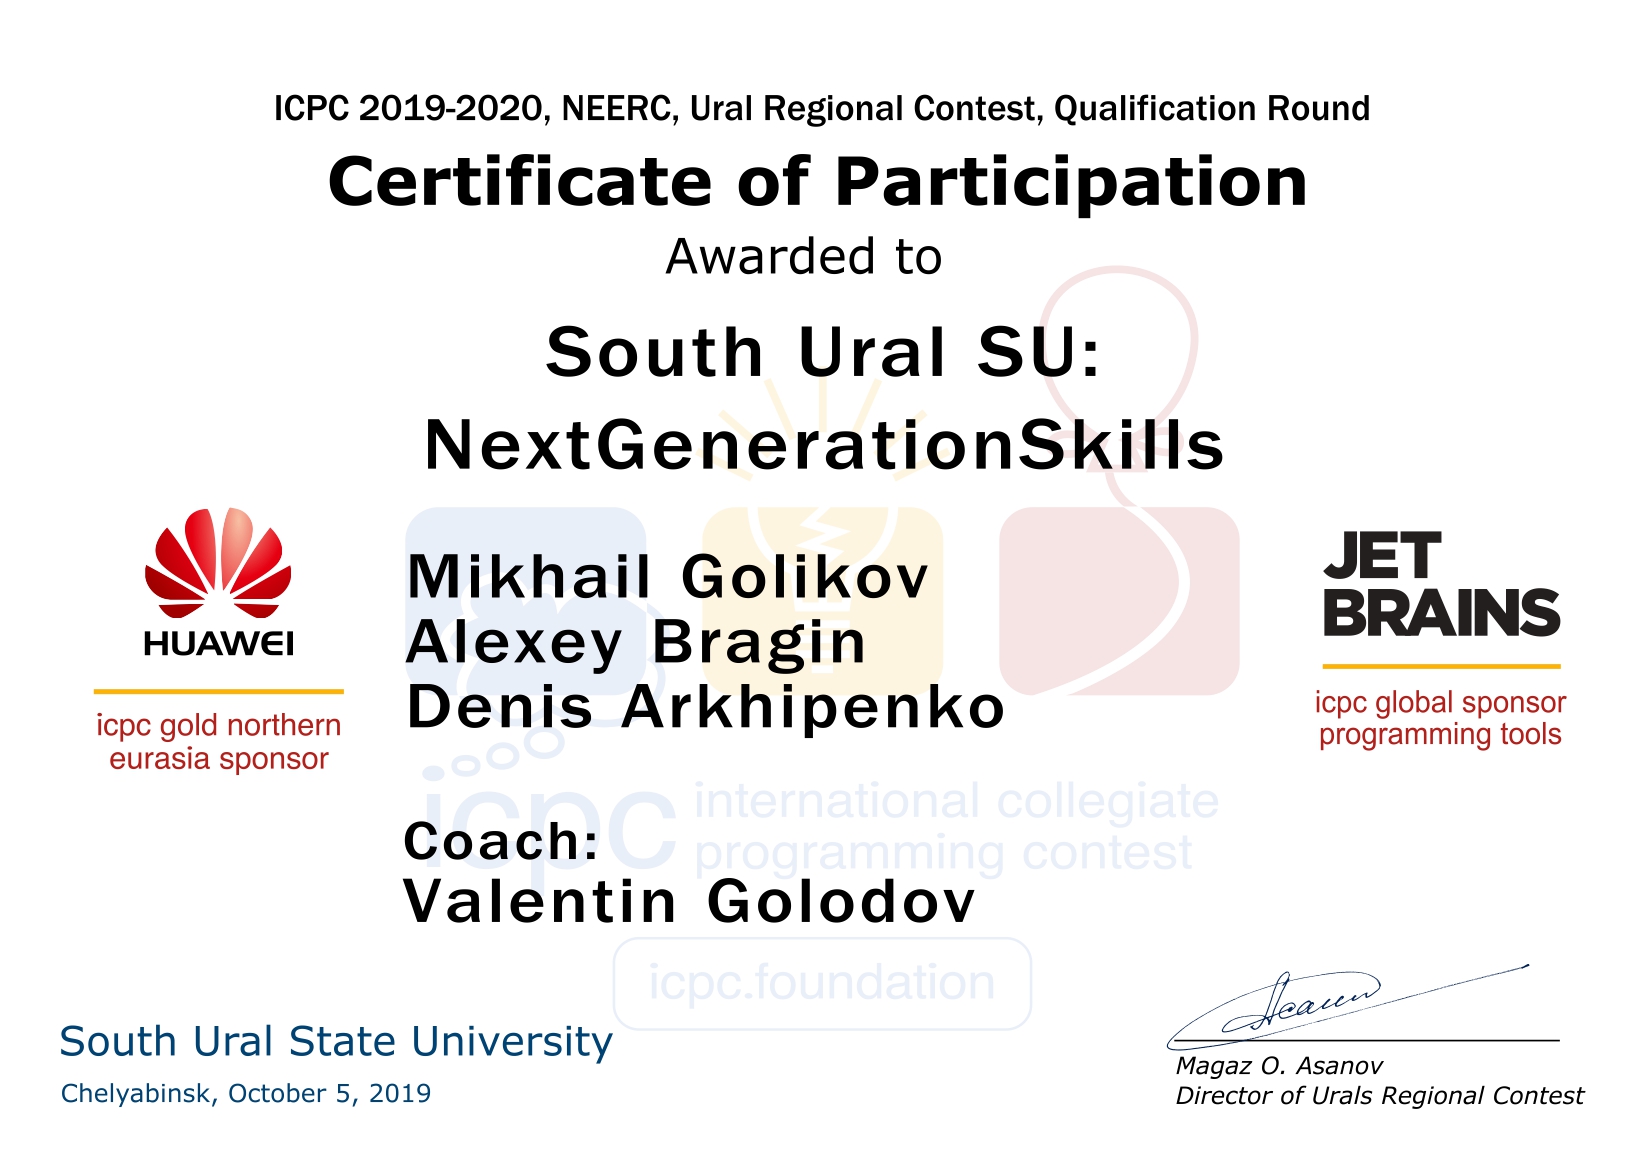 ICPC 2019-2020, NEERC, Ural Regional Contest, Qualification Round
Certificate of Participation
Awarded to
South Ural SU:
NextGenerationSkills
HUAWEI
icpc gold northern
eurasia sponsor
Mikhail Golikov
Alexey Bragin
Denis Arkhipenko
JET
BRAINS
icpc global sponsor
programming tools
icpc international collegiate
programming contest
Coach:
Valentin Golodov
icpc.foundation
South Ural State University
Chelyabinsk, October 5, 2019
Magaz O. Asanov
Director of Urals Regional Contest